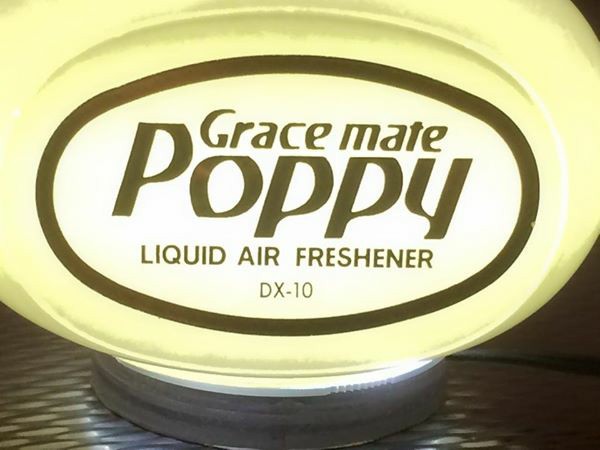 Grace mate
POPPY
LIQUID AIR FRESHENER
DX-10